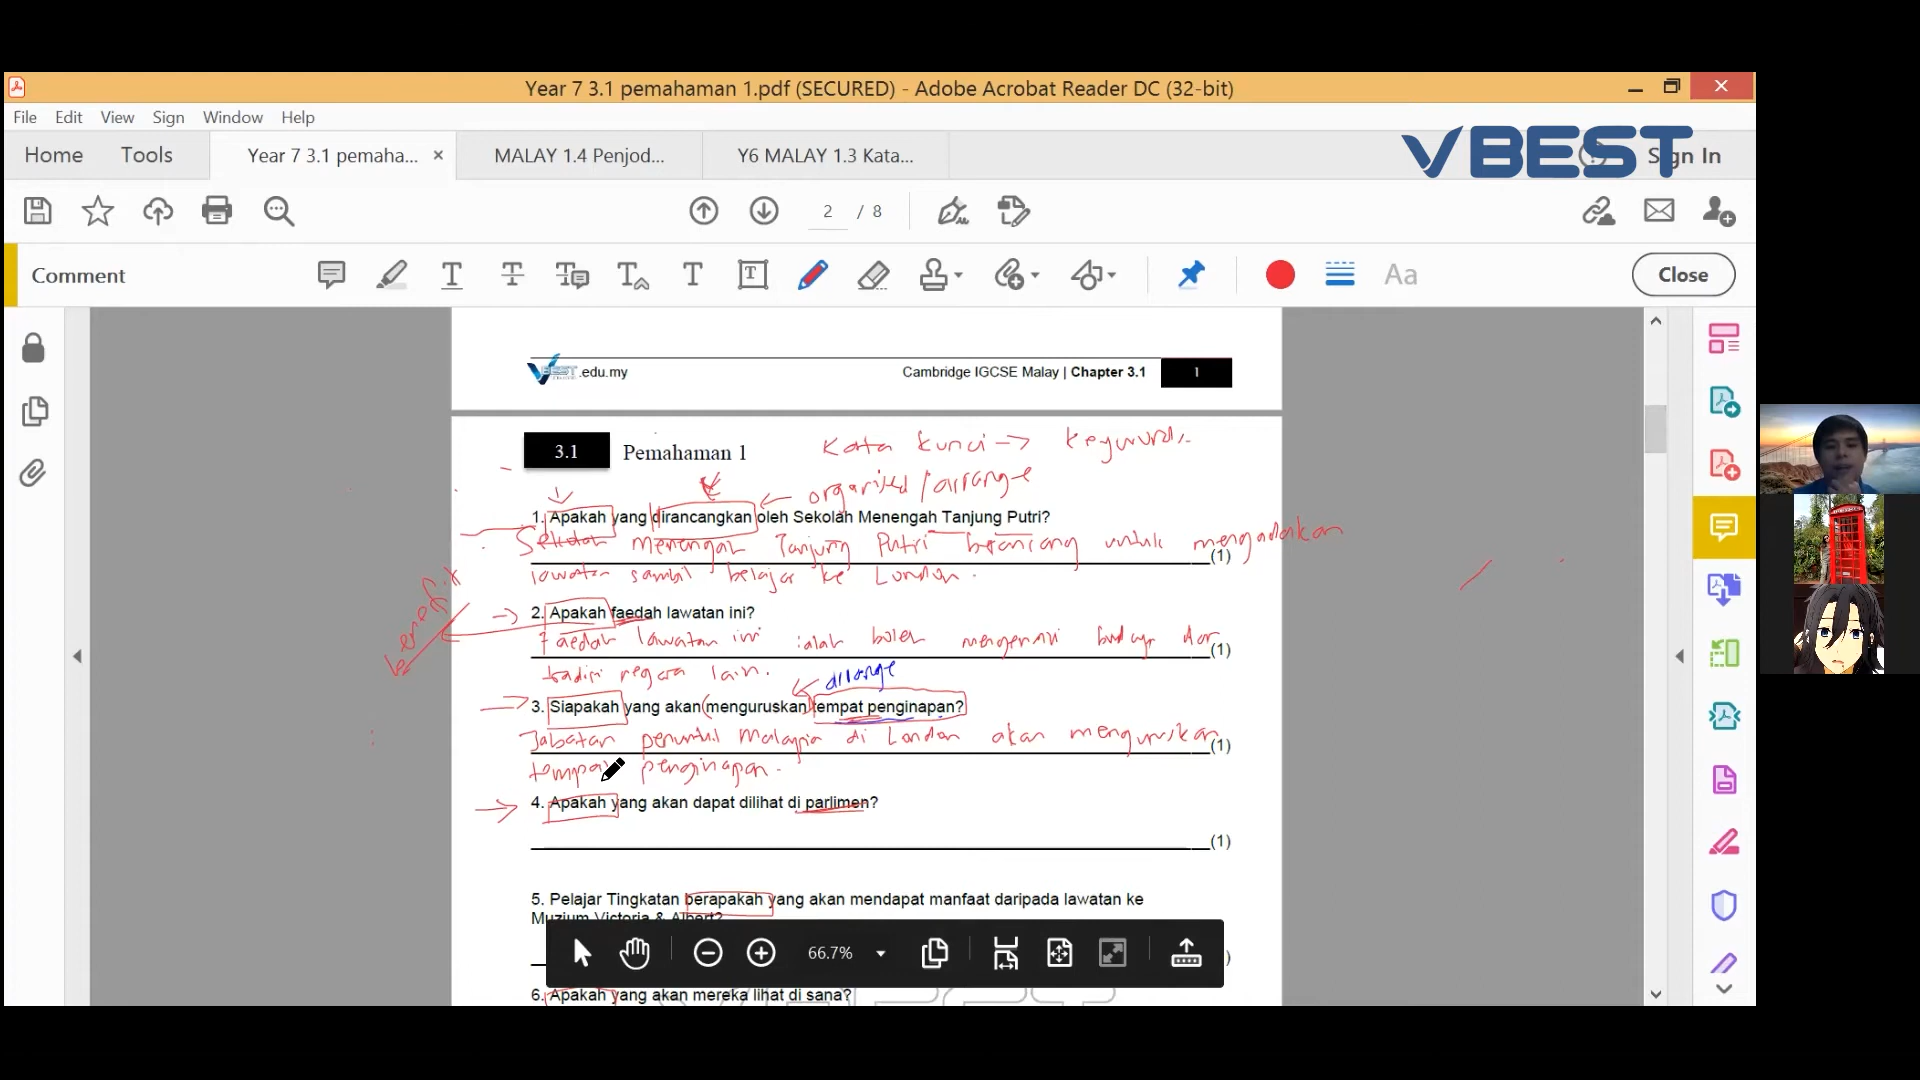 Year 7 3.1 pemahaman 1.pdf (SECURED) - Adobe Acrobat Reader DC (32-bit)
File Edit View Sign Window Help
Home Tools Year 7 3.1 pemaha... × MALAY 1.4 Penjod... Y6 MALAY 1.3 Kata... Sign In
VBEST
2 / 8
Comment Aa Close
VBEST .edu.my Cambridge IGCSE Malay | Chapter 3.1 1
3.1 Pemahaman 1 Kata kunci → keywords
organised / arrange
1. Apakah yang dirancangkan oleh Sekolah Menengah Tanjung Putri?
Sekolah menengah Tanjung Putri berancang untuk mengadakan (1)
lawatan sambil belajar ke London.
benefit
2. Apakah faedah lawatan ini?
Faedah lawatan ini ialah boleh mengenali budaya dan (1)
tradisi negara lain.
arrange
3. Siapakah yang akan (menguruskan) tempat penginapan?
Jabatan penuntut Malaysia di London akan menguruskan (1)
tempat penginapan.
4. Apakah yang akan dapat dilihat di parlimen?
(1)
5. Pelajar Tingkatan berapakah yang akan mendapat manfaat daripada lawatan ke
Muzium Victoria & Albert?
66.7%
6. Apakah yang akan mereka lihat di sana?